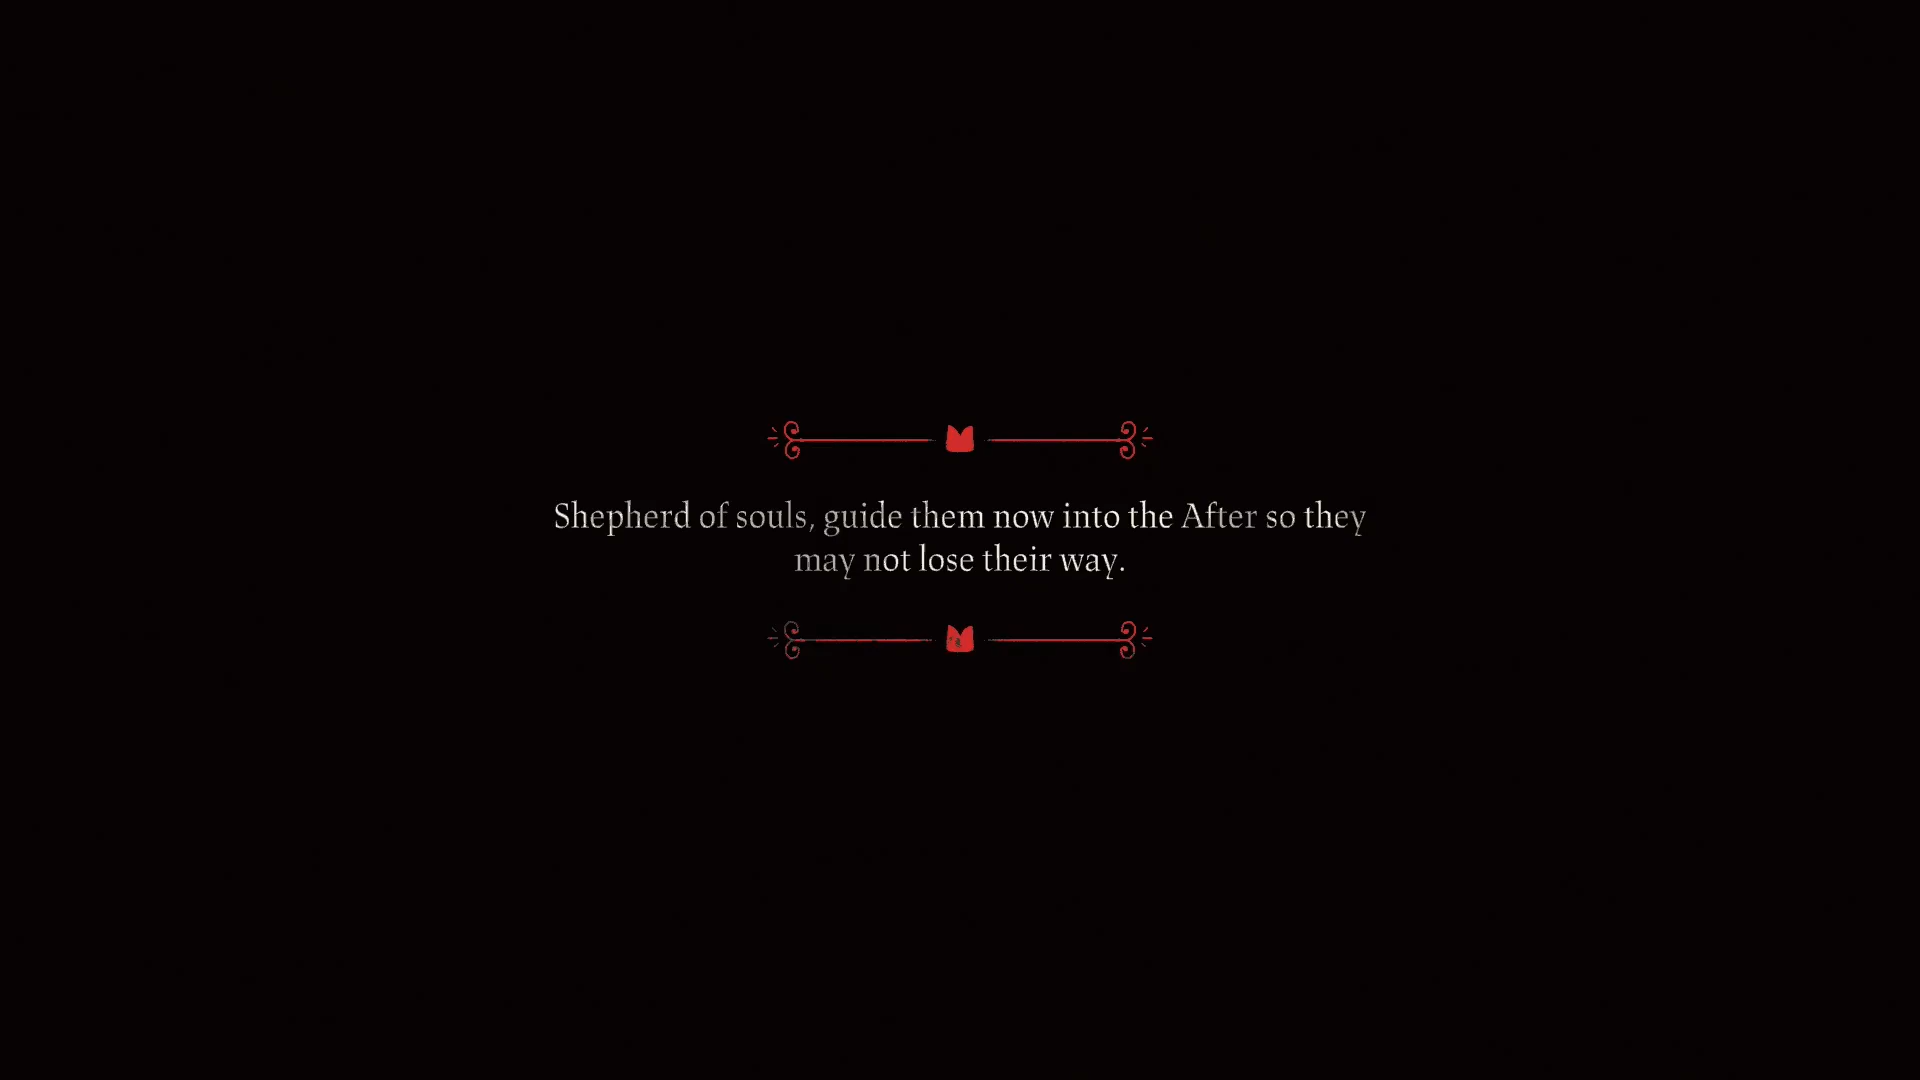 Shepherd of souls, guide them now into the After so they
may not lose their way.